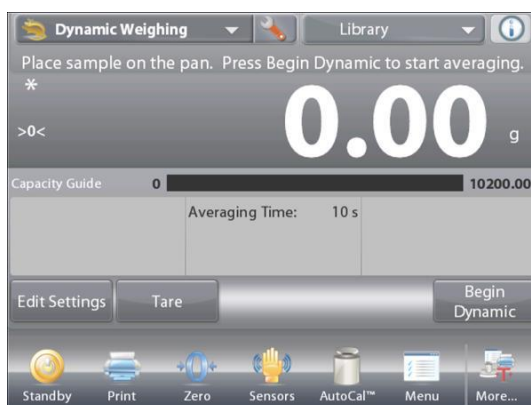 Dynamic Weighing
Library
Place sample on the pan. Press Begin Dynamic to start averaging.
*
>0<
0.00 g
Capacity Guide 0 10200.00
Averaging Time: 10 s
Edit Settings
Tare
Begin
Dynamic
Standby
Print
Zero
Sensors
AutoCal™
Menu
More...